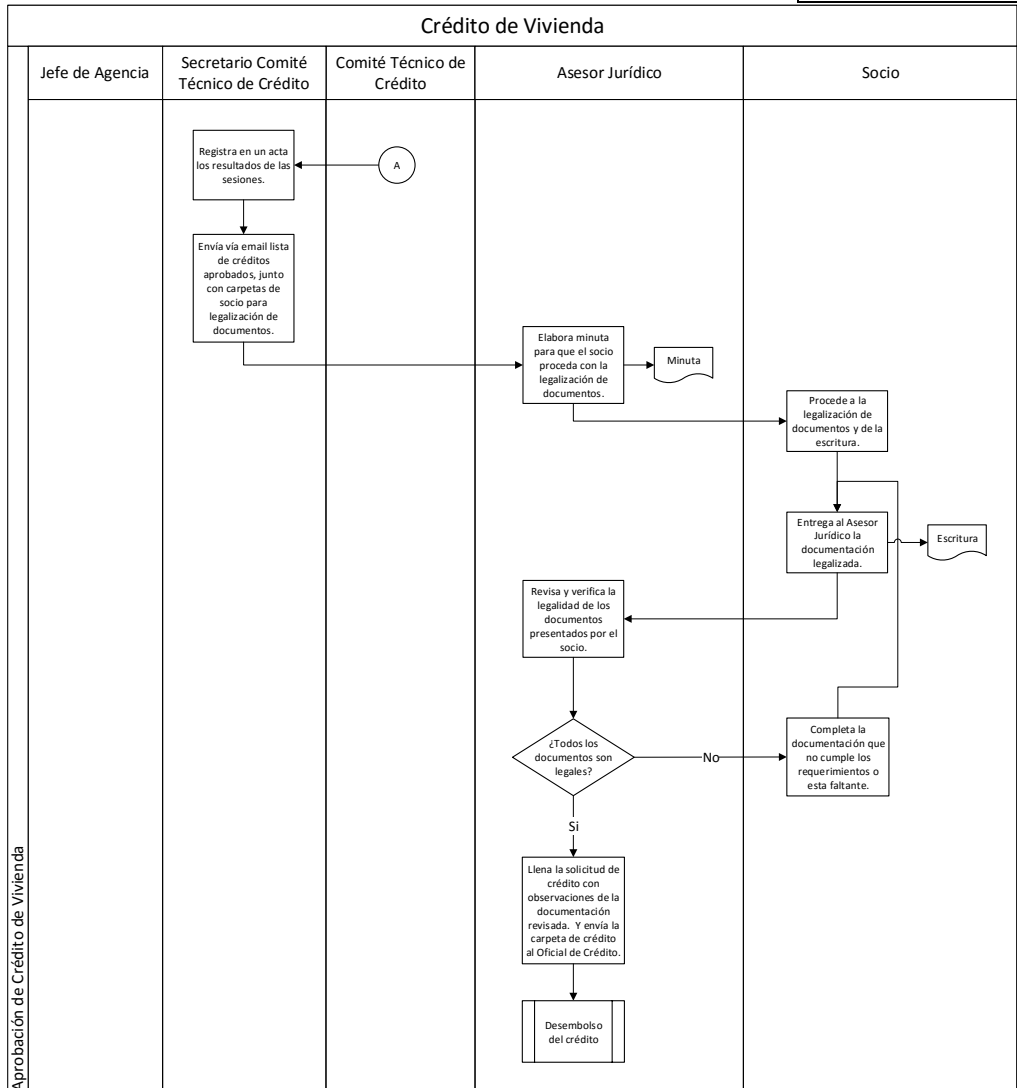 Crédito de Vivienda
Jefe de Agencia
Secretario Comité
Técnico de Crédito
Comité Técnico de
Crédito
Asesor Jurídico
Socio
Registra en un acta
los resultados de las
sesiones.
A
Envía vía email lista
de créditos
aprobados, junto
con carpetas de
socio para
legalización de
documentos.
Elabora minuta
para que el socio
proceda con la
legalización de
documentos.
Minuta
Procede a la
legalización de
documentos y de la
escritura.
Entrega al Asesor
Jurídico la
documentación
legalizada.
Escritura
Revisa y verifica la
legalidad de los
documentos
presentados por el
socio.
¿Todos los
documentos son
legales?
No
Completa la
documentación que
no cumple los
requerimientos o
esta faltante.
Si
Llena la solicitud de
crédito con
observaciones de la
documentación
revisada. Y envía la
carpeta de crédito
al Oficial de Crédito.
Desembolso
del crédito
Aprobación de Crédito de Vivienda